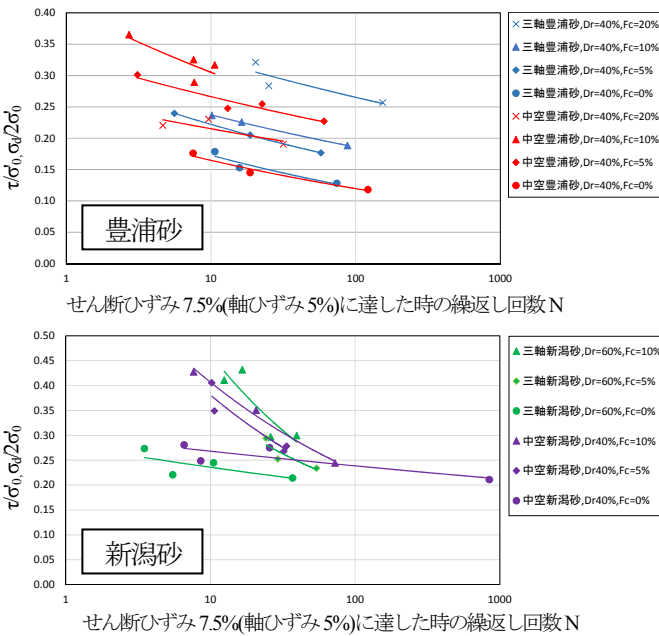 0.40
0.35
0.30
0.25
0.20
0.15
0.10
0.05
0.00
τ/σ'0,σd/2σ'0
1 10 100 1000
豊浦砂
せん断ひずみ7.5%(軸ひずみ5%)に達した時の繰返し回数N
三軸豊浦砂,Dr=40%,Fc=20%
三軸豊浦砂,Dr=40%,Fc=10%
三軸豊浦砂,Dr=40%,Fc=5%
三軸豊浦砂,Dr=40%,Fc=0%
中空豊浦砂,Dr=40%,Fc=20%
中空豊浦砂,Dr=40%,Fc=10%
中空豊浦砂,Dr=40%,Fc=5%
中空豊浦砂,Dr=40%,Fc=0%
0.50
0.45
0.40
0.35
0.30
0.25
0.20
0.15
0.10
0.05
0.00
τ/σ'0,σd/2σ'0
1 10 100 1000
新潟砂
せん断ひずみ7.5%(軸ひずみ5%)に達した時の繰返し回数N
三軸新潟砂,Dr=60%,Fc=10%
三軸新潟砂,Dr=60%,Fc=5%
三軸新潟砂,Dr=60%,Fc=0%
中空新潟砂,Dr40%,Fc=10%
中空新潟砂,Dr40%,Fc=5%
中空新潟砂,Dr40%,Fc=0%